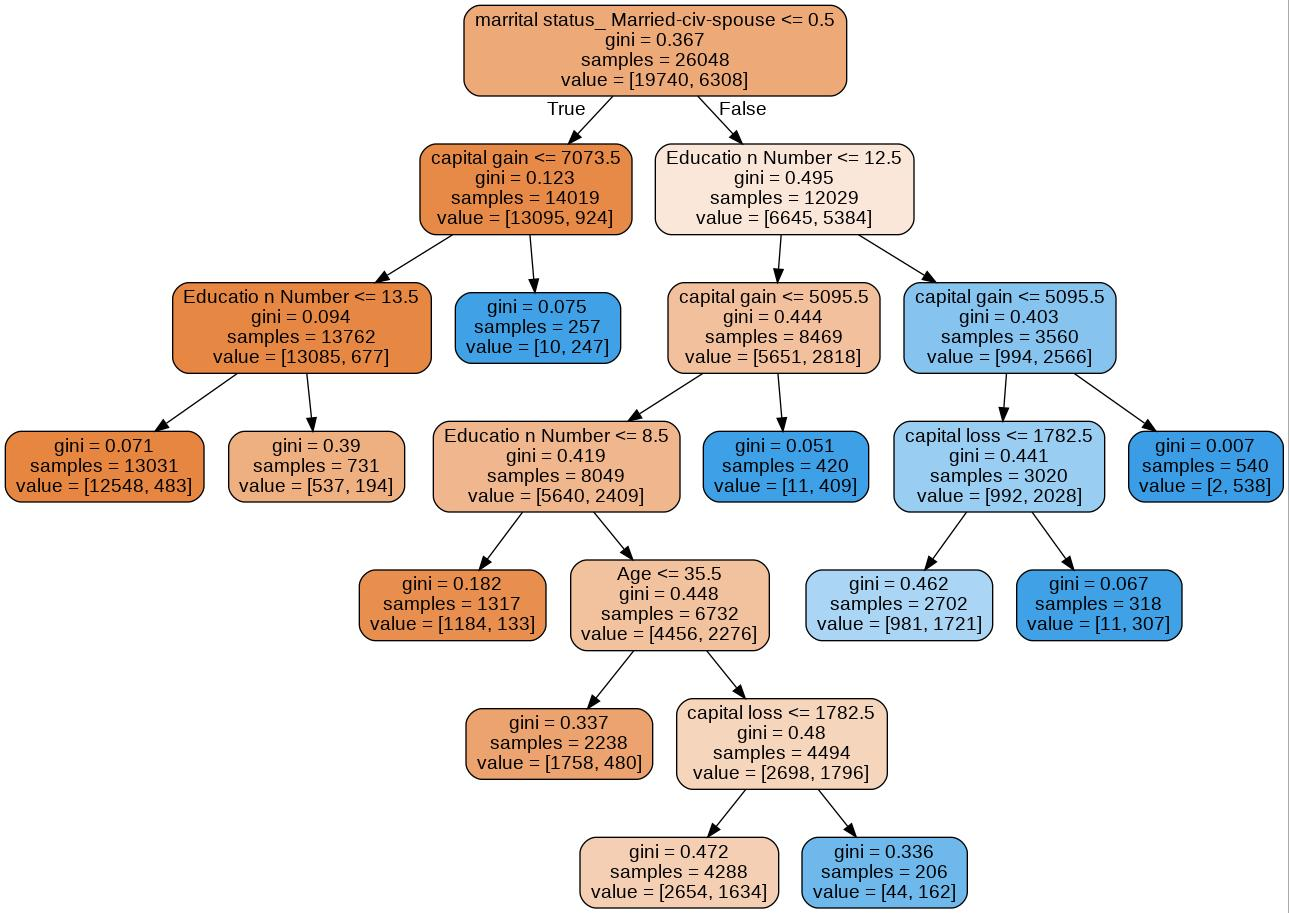 marrital status_ Married-civ-spouse <= 0.5
gini = 0.367
samples = 26048
value = [19740, 6308]
True
False
capital gain <= 7073.5
gini = 0.123
samples = 14019
value = [13095, 924]
Educatio n Number <= 12.5
gini = 0.495
samples = 12029
value = [6645, 5384]
Educatio n Number <= 13.5
gini = 0.094
samples = 13762
value = [13085, 677]
gini = 0.075
samples = 257
value = [10, 247]
capital gain <= 5095.5
gini = 0.444
samples = 8469
value = [5651, 2818]
capital gain <= 5095.5
gini = 0.403
samples = 3560
value = [994, 2566]
gini = 0.071
samples = 13031
value = [12548, 483]
gini = 0.39
samples = 731
value = [537, 194]
Educatio n Number <= 8.5
gini = 0.419
samples = 8049
value = [5640, 2409]
gini = 0.051
samples = 420
value = [11, 409]
capital loss <= 1782.5
gini = 0.441
samples = 3020
value = [992, 2028]
gini = 0.007
samples = 540
value = [2, 538]
gini = 0.182
samples = 1317
value = [1184, 133]
Age <= 35.5
gini = 0.448
samples = 6732
value = [4456, 2276]
gini = 0.462
samples = 2702
value = [981, 1721]
gini = 0.067
samples = 318
value = [11, 307]
gini = 0.337
samples = 2238
value = [1758, 480]
capital loss <= 1782.5
gini = 0.48
samples = 4494
value = [2698, 1796]
gini = 0.472
samples = 4288
value = [2654, 1634]
gini = 0.336
samples = 206
value = [44, 162]